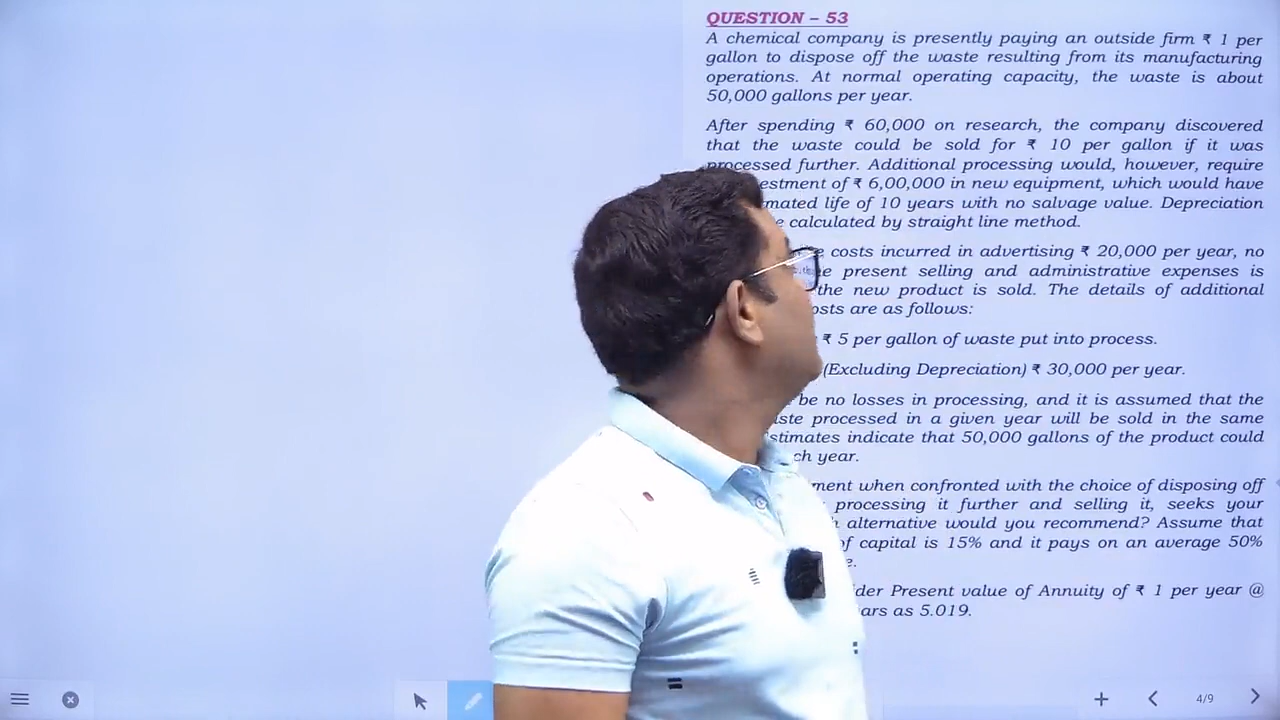 QUESTION – 53
A chemical company is presently paying an outside firm ₹ 1 per
gallon to dispose off the waste resulting from its manufacturing
operations. At normal operating capacity, the waste is about
50,000 gallons per year.
After spending ₹ 60,000 on research, the company discovered
that the waste could be sold for ₹ 10 per gallon if it was
processed further. Additional processing would, however, require
estment of ₹ 6,00,000 in new equipment, which would have
mated life of 10 years with no salvage value. Depreciation
calculated by straight line method.
costs incurred in advertising ₹ 20,000 per year, no
present selling and administrative expenses is
the new product is sold. The details of additional
osts are as follows:
₹ 5 per gallon of waste put into process.
(Excluding Depreciation) ₹ 30,000 per year.
be no losses in processing, and it is assumed that the
ste processed in a given year will be sold in the same
stimates indicate that 50,000 gallons of the product could
ch year.
ment when confronted with the choice of disposing off
processing it further and selling it, seeks your
alternative would you recommend? Assume that
of capital is 15% and it pays on an average 50%
der Present value of Annuity of ₹ 1 per year @
ars as 5.019.
4/9